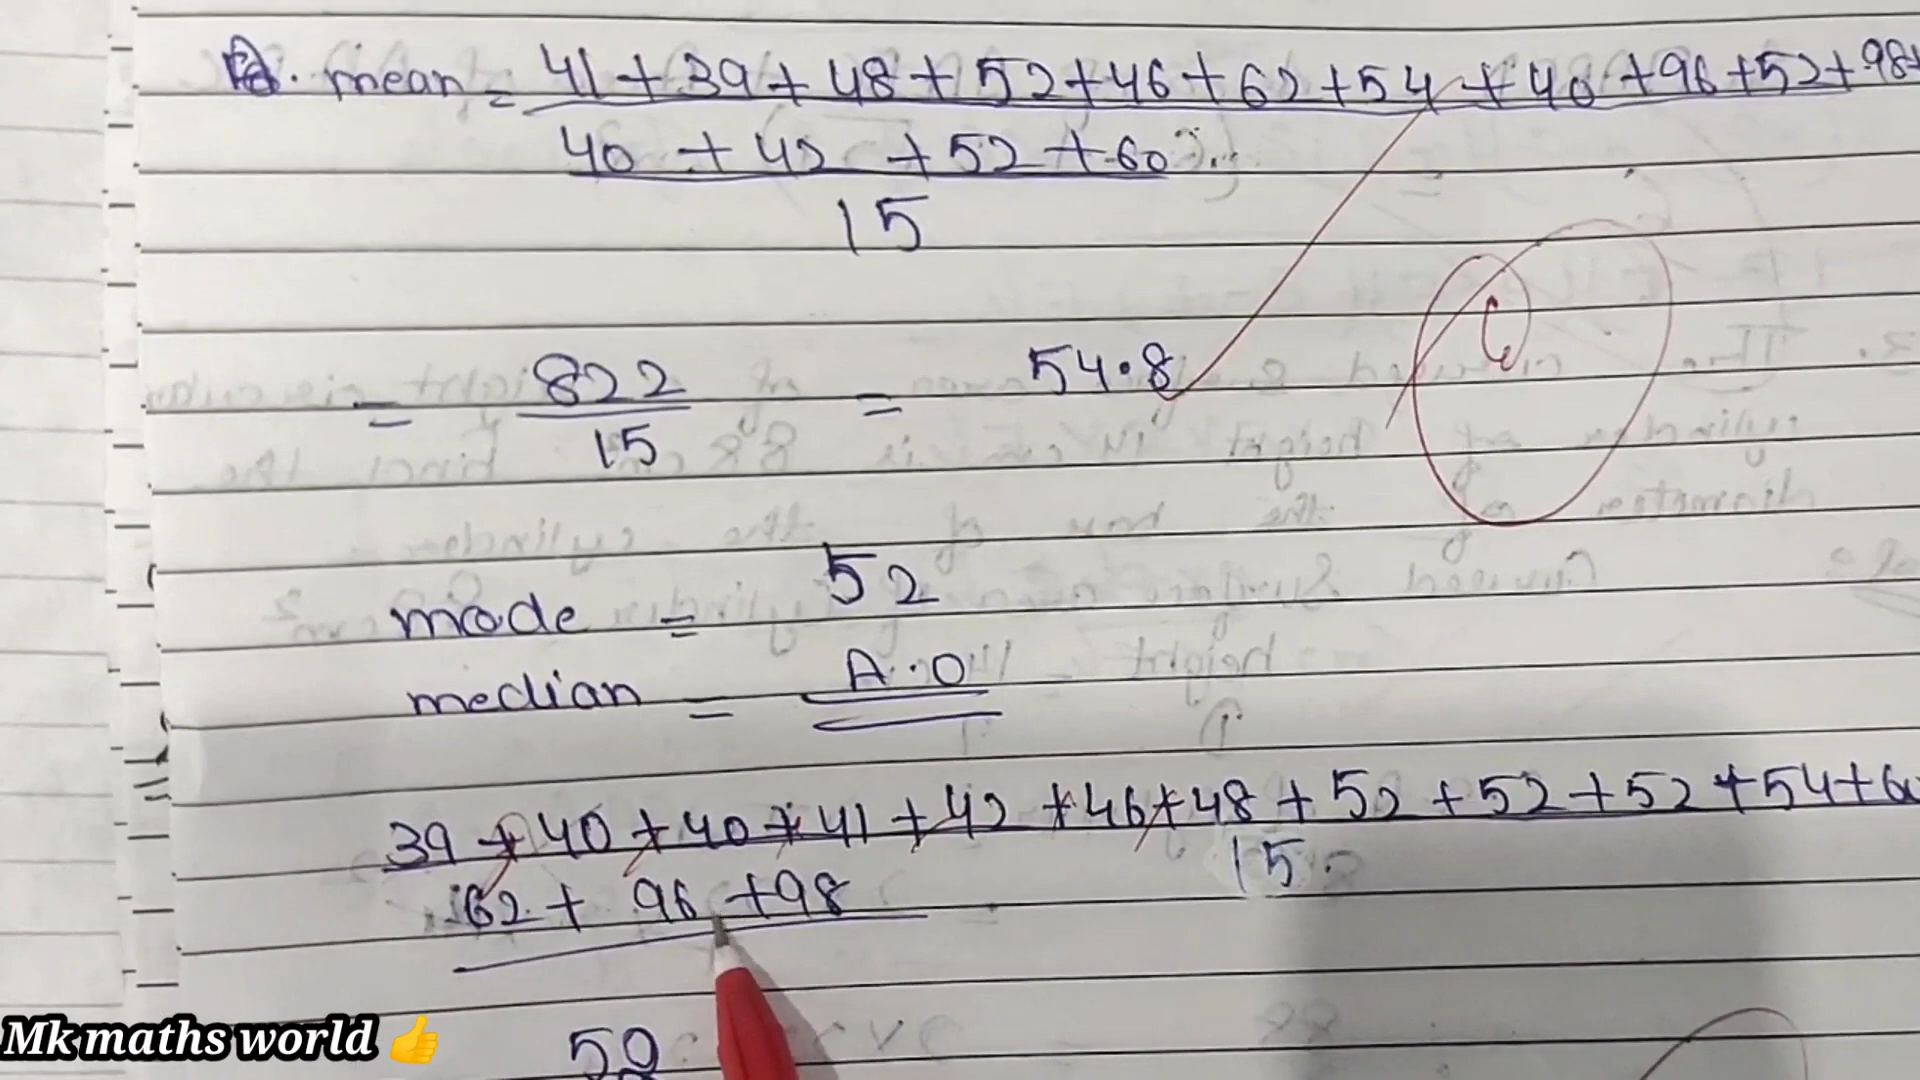 mean = 41 + 39 + 48 + 52 + 46 + 62 + 54 + 40 + 96 + 52 + 98 +
40 + 42 + 52 + 60
15
= 822 = 54.8
15
mode = 52
median = A.O
39 + 40 + 40 + 41 + 42 + 46 + 48 + 52 + 52 + 52 + 54 + 60
62 + 96 + 98
15
Mk maths world 👍